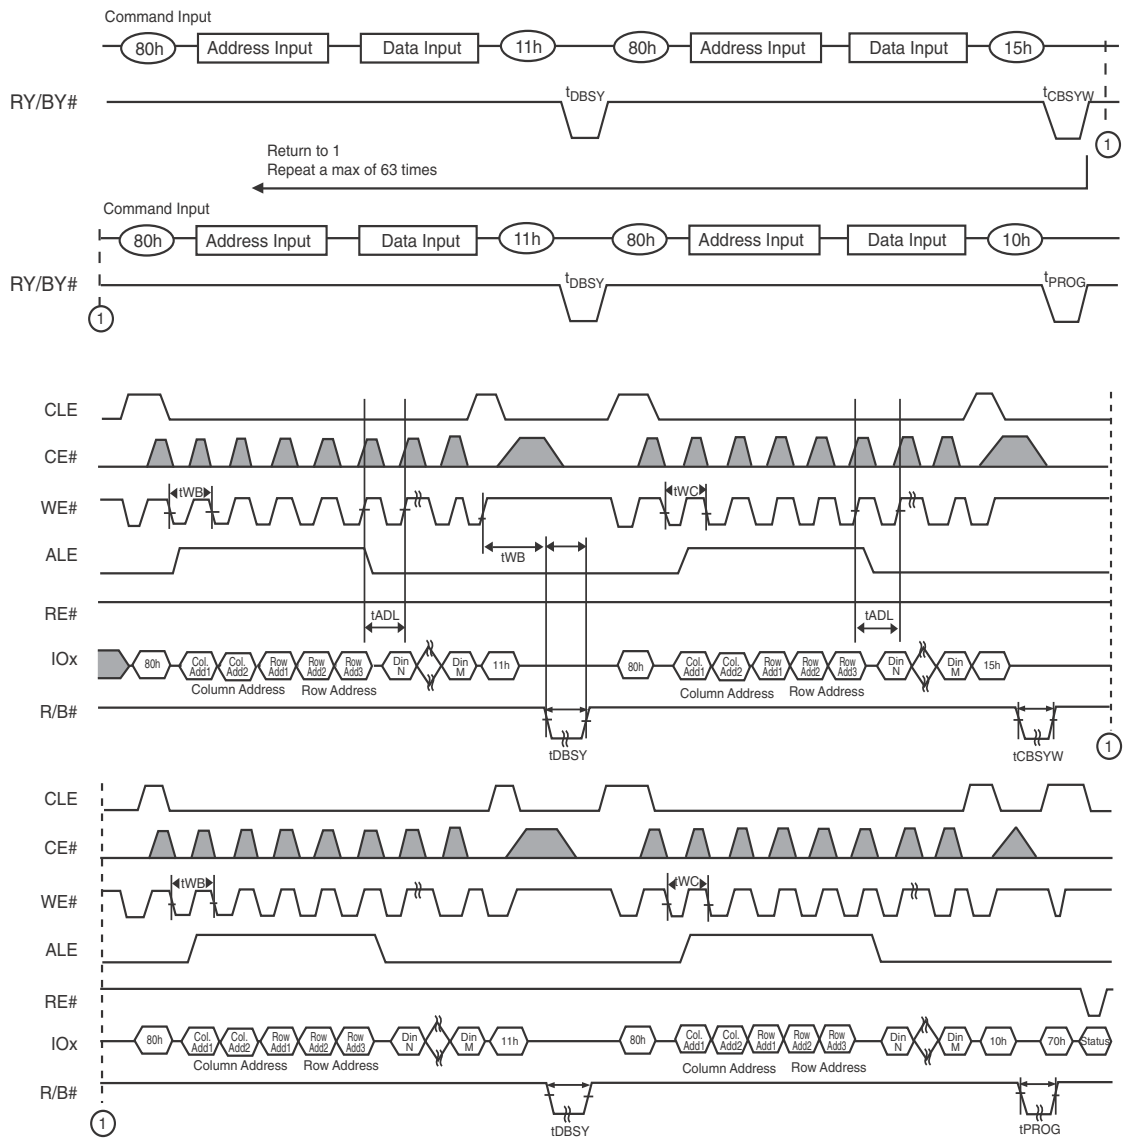 Command Input
80h Address Input Data Input 11h 80h Address Input Data Input 15h
RY/BY# tDBSY tCBSYW
1
Return to 1
Repeat a max of 63 times
Command Input
80h Address Input Data Input 11h 80h Address Input Data Input 10h
RY/BY# tDBSY tPROG
1
CLE
CE#
WE# tWB tWC
ALE tWB
RE# tADL tADL
IOx 80h Col. Add1 Col. Add2 Row Add1 Row Add2 Row Add3 Din N Din M 11h 80h Col. Add1 Col. Add2 Row Add1 Row Add2 Row Add3 Din N Din M 15h
Column Address Row Address Column Address Row Address
R/B#
tDBSY tCBSYW 1
CLE
CE#
WE# tWB tWC
ALE
RE#
IOx 80h Col. Add1 Col. Add2 Row Add1 Row Add2 Row Add3 Din N Din M 11h 80h Col. Add1 Col. Add2 Row Add1 Row Add2 Row Add3 Din N Din M 10h 70h Status
Column Address Row Address Column Address Row Address
R/B#
1 tDBSY tPROG